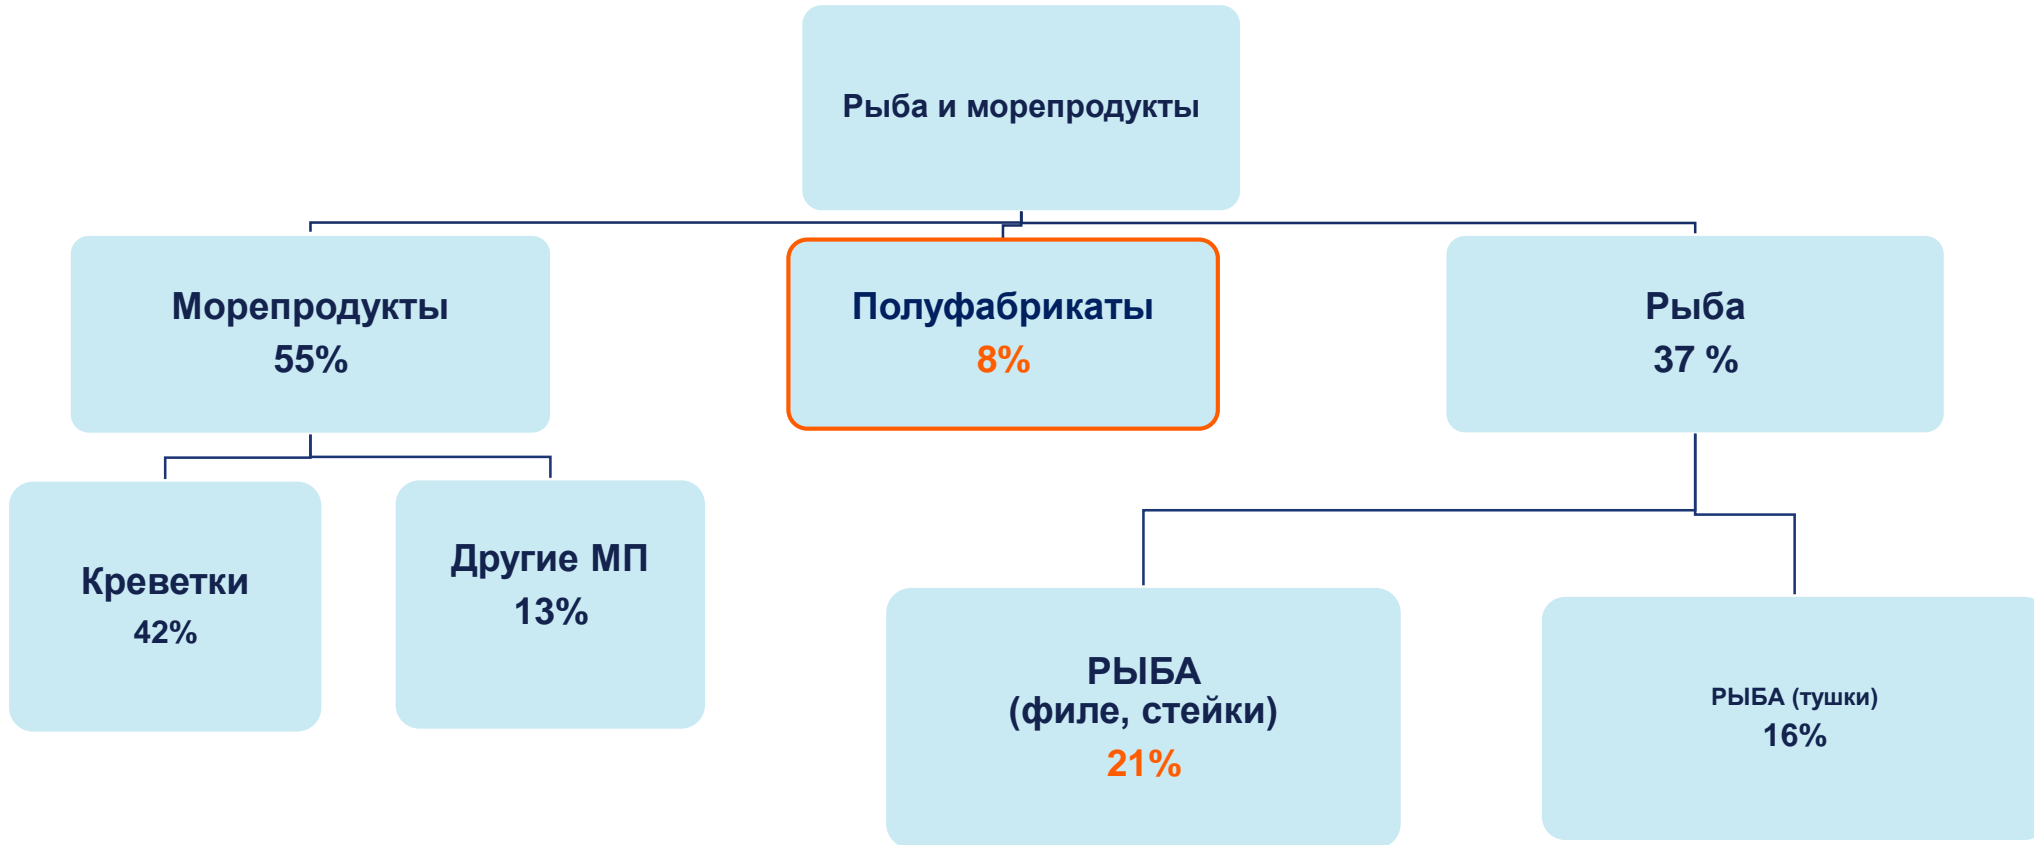 Рыба и морепродукты
Морепродукты
55%
Полуфабрикаты
8%
Рыба
37 %
Креветки
42%
Другие МП
13%
РЫБА
(филе, стейки)
21%
РЫБА (тушки)
16%